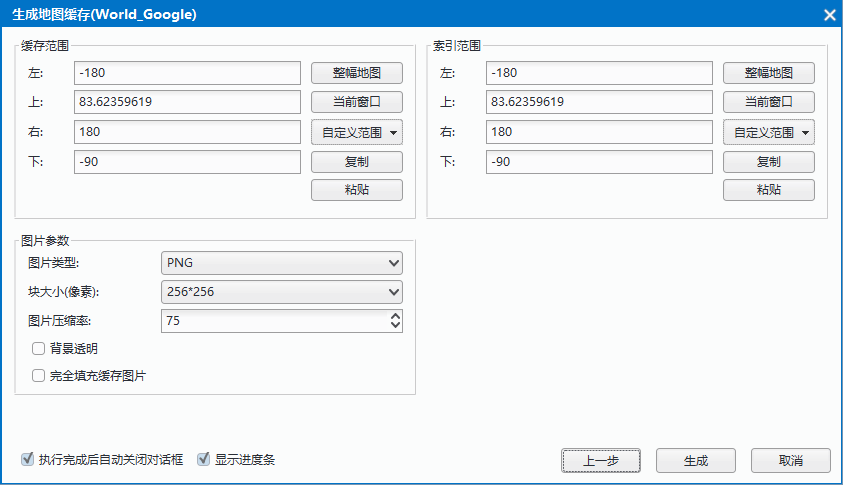 生成地图缓存(World_Google)
缓存范围
左: -180 整幅地图
上: 83.62359619 当前窗口
右: 180 自定义范围
下: -90 复制
粘贴
索引范围
左: -180 整幅地图
上: 83.62359619 当前窗口
右: 180 自定义范围
下: -90 复制
粘贴
图片参数
图片类型: PNG
块大小(像素): 256*256
图片压缩率: 75
背景透明
完全填充缓存图片
执行完成后自动关闭对话框 显示进度条 上一步 生成 取消